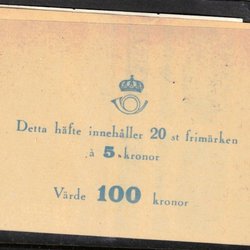 Detta häfte innehåller 20 st frimärken
à 5 kronor
Värde 100 kronor